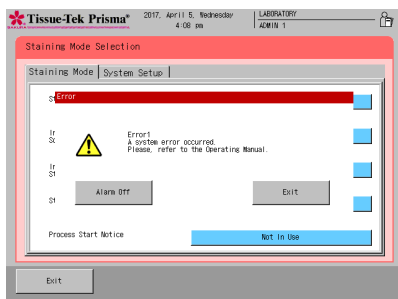 Tissue-Tek Prisma®
2017, April 5, Wednesday
4:08 pm
LABORATORY
ADMIN 1
Staining Mode Selection
Staining Mode
System Setup
Error
Error1
A system error occurred.
Please, refer to the Operating Manual.
Alarm Off
Exit
Process Start Notice
Not In Use
Exit